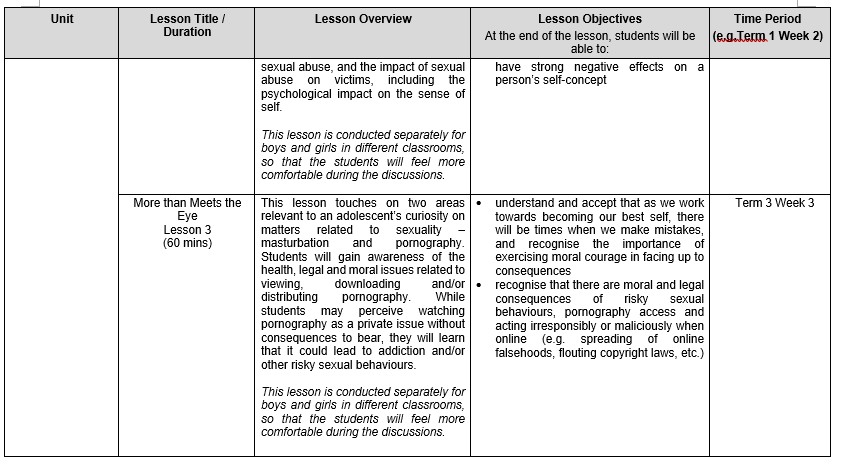 Unit
Lesson Title /
Duration
Lesson Overview
Lesson Objectives
At the end of the lesson, students will be
able to:
Time Period
(e.g.Term 1 Week 2)
sexual abuse, and the impact of sexual
abuse on victims, including the
psychological impact on the sense of
self.
This lesson is conducted separately for
boys and girls in different classrooms,
so that the students will feel more
comfortable during the discussions.
have strong negative effects on a
person's self-concept
More than Meets the
Eye
Lesson 3
(60 mins)
This lesson touches on two areas
relevant to an adolescent's curiosity on
matters related to sexuality –
masturbation and pornography.
Students will gain awareness of the
health, legal and moral issues related to
viewing, downloading and/or
distributing pornography. While
students may perceive watching
pornography as a private issue without
consequences to bear, they will learn
that it could lead to addiction and/or
other risky sexual behaviours.
This lesson is conducted separately for
boys and girls in different classrooms,
so that the students will feel more
comfortable during the discussions.
• understand and accept that as we work
towards becoming our best self, there
will be times when we make mistakes,
and recognise the importance of
exercising moral courage in facing up to
consequences
• recognise that there are moral and legal
consequences of risky sexual
behaviours, pornography access and
acting irresponsibly or maliciously when
online (e.g. spreading of online
falsehoods, flouting copyright laws, etc.)
Term 3 Week 3